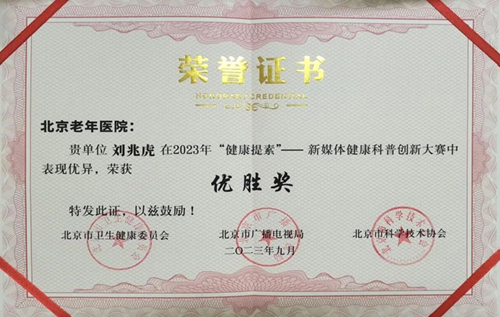 荣誉证书
HONORARY CREDENTIAL
北京老年医院：
贵单位 刘兆虎 在2023年“健康提素”——新媒体健康科普创新大赛中
表现优异，荣获
优胜奖
特发此证，以兹鼓励！
北京市卫生健康委员会 北京市广播电视局 北京市科学技术协会
二〇二三年九月